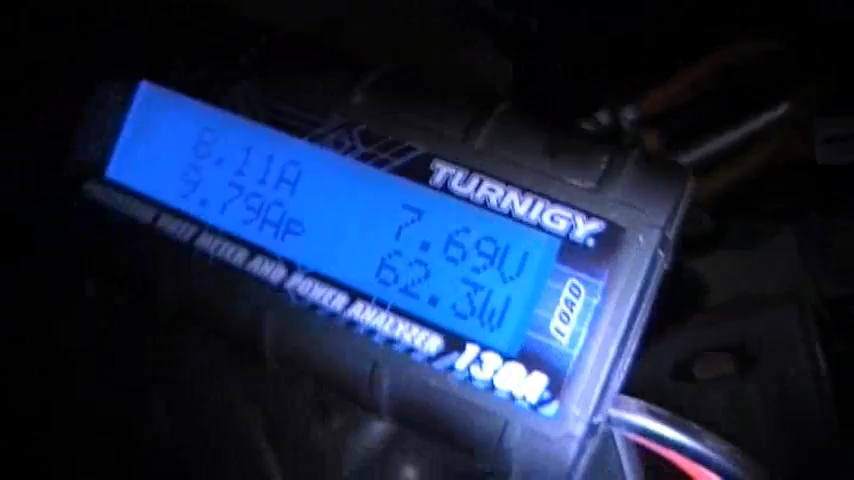 8.11A 7.69V
9.79Ap 62.3W
TURNIGY
LOAD
WATT METER AND POWER ANALYZER
130A